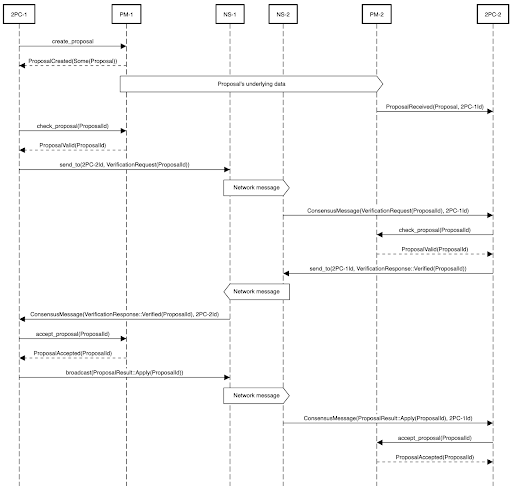 2PC-1
PM-1
NS-1
NS-2
PM-2
2PC-2
create_proposal
ProposalCreated(Some(Proposal))
Proposal's underlying data
ProposalReceived(Proposal, 2PC-1Id)
check_proposal(ProposalId)
ProposalValid(ProposalId)
send_to(2PC-2Id, VerificationRequest(ProposalId))
Network message
ConsensusMessage(VerificationRequest(ProposalId), 2PC-1Id)
check_proposal(ProposalId)
ProposalValid(ProposalId)
send_to(2PC-1Id, VerificationResponse::Verified(ProposalId))
Network message
ConsensusMessage(VerificationResponse::Verified(ProposalId), 2PC-2Id)
accept_proposal(ProposalId)
ProposalAccepted(ProposalId)
broadcast(ProposalResult::Apply(ProposalId))
Network message
ConsensusMessage(ProposalResult::Apply(ProposalId), 2PC-1Id)
accept_proposal(ProposalId)
ProposalAccepted(ProposalId)